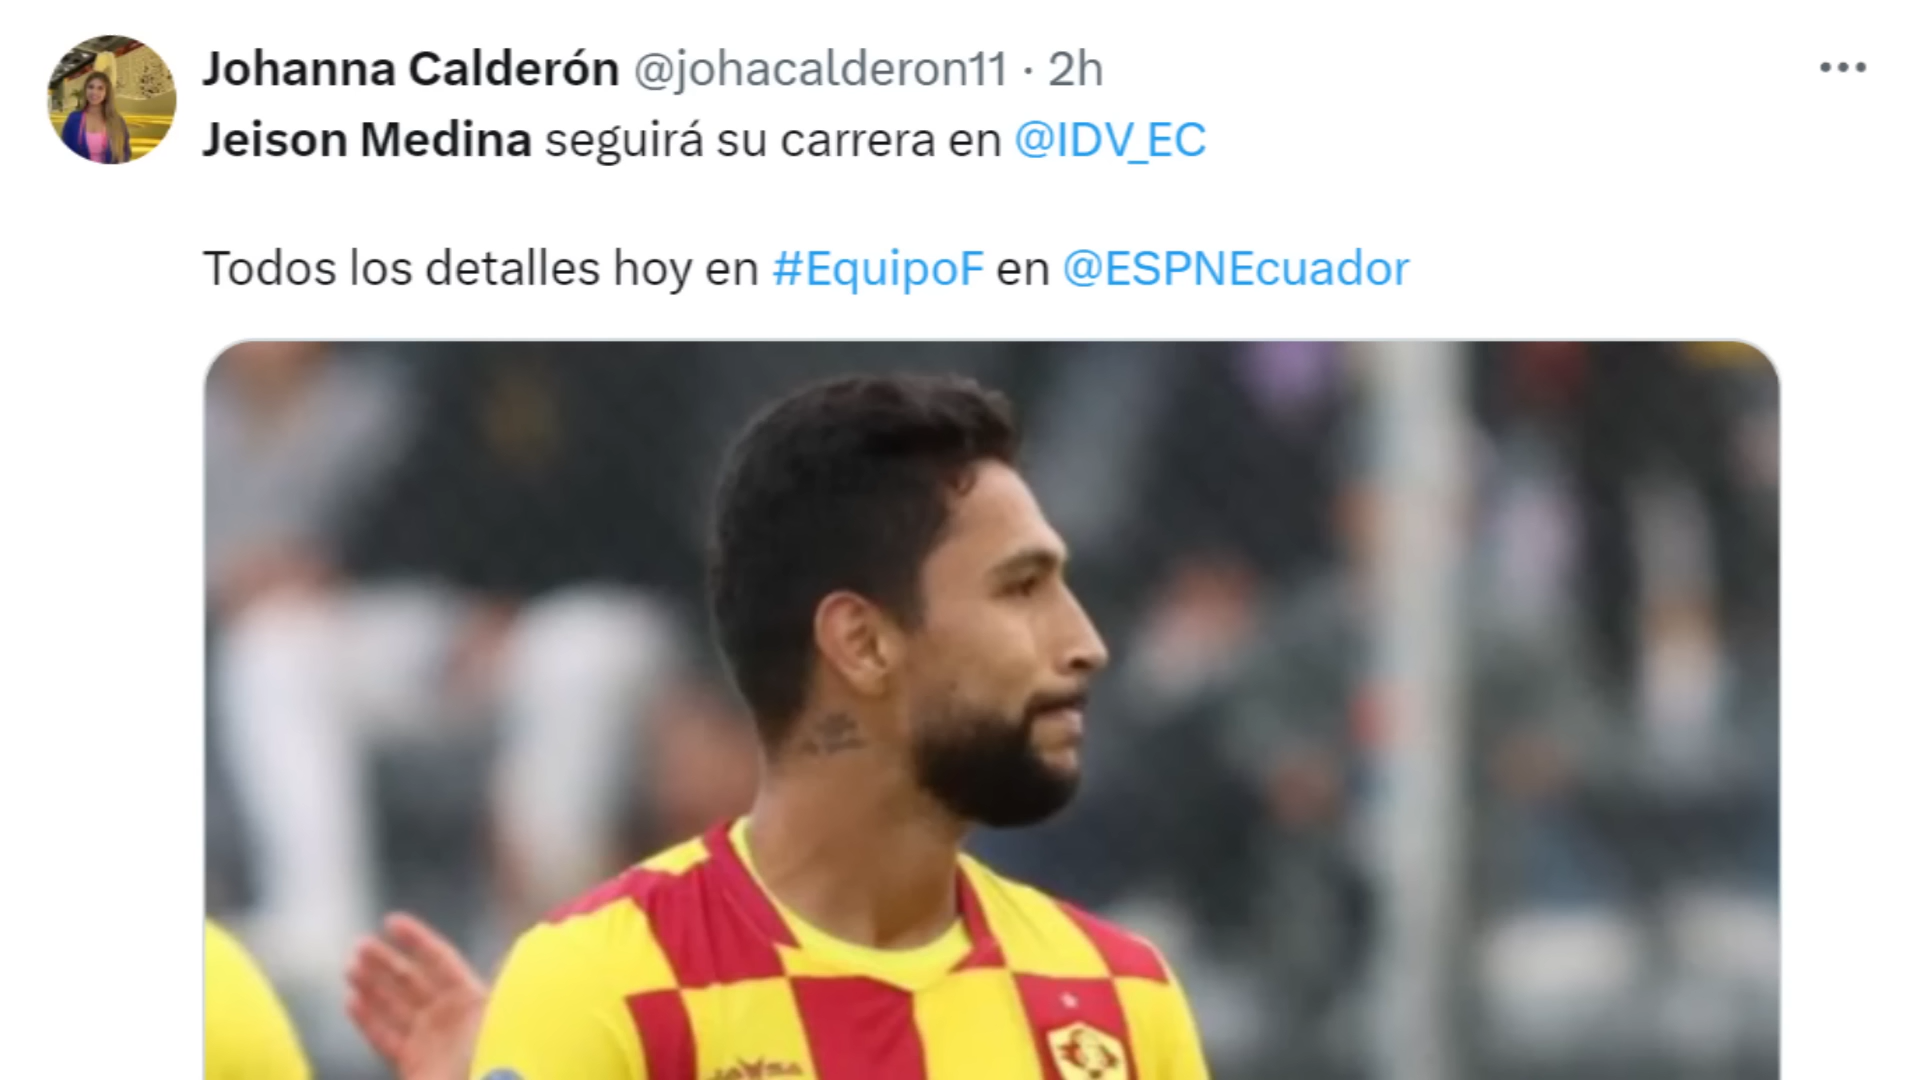 Johanna Calderón @johacalderon11 · 2h
Jeison Medina seguirá su carrera en @IDV_EC
Todos los detalles hoy en #EquipoF en @ESPNEcuador